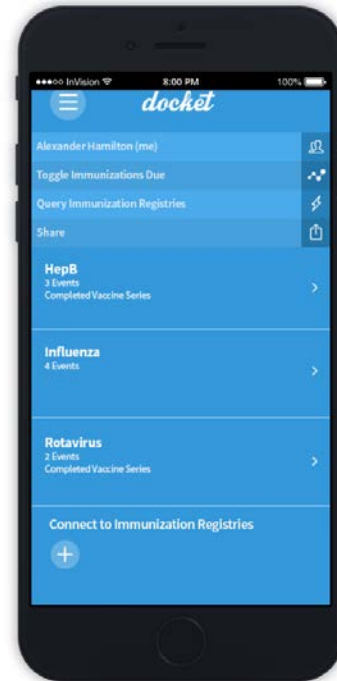 InVision 8:00 PM 100%
docket
Alexander Hamilton (me)
Toggle Immunizations Due
Query Immunization Registries
Share
HepB
3 Events
Completed Vaccine Series
Influenza
4 Events
Rotavirus
2 Events
Completed Vaccine Series
Connect to Immunization Registries